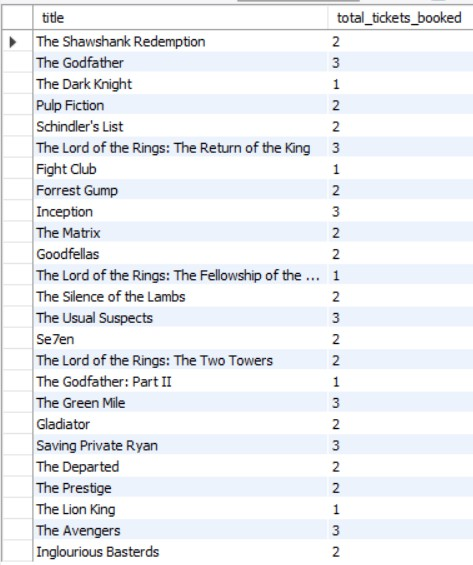 title total_tickets_booked
The Shawshank Redemption 2
The Godfather 3
The Dark Knight 1
Pulp Fiction 2
Schindler's List 2
The Lord of the Rings: The Return of the King 3
Fight Club 1
Forrest Gump 2
Inception 3
The Matrix 2
Goodfellas 2
The Lord of the Rings: The Fellowship of the ... 1
The Silence of the Lambs 2
The Usual Suspects 3
Se7en 2
The Lord of the Rings: The Two Towers 2
The Godfather: Part II 1
The Green Mile 3
Gladiator 2
Saving Private Ryan 3
The Departed 2
The Prestige 2
The Lion King 1
The Avengers 3
Inglourious Basterds 2